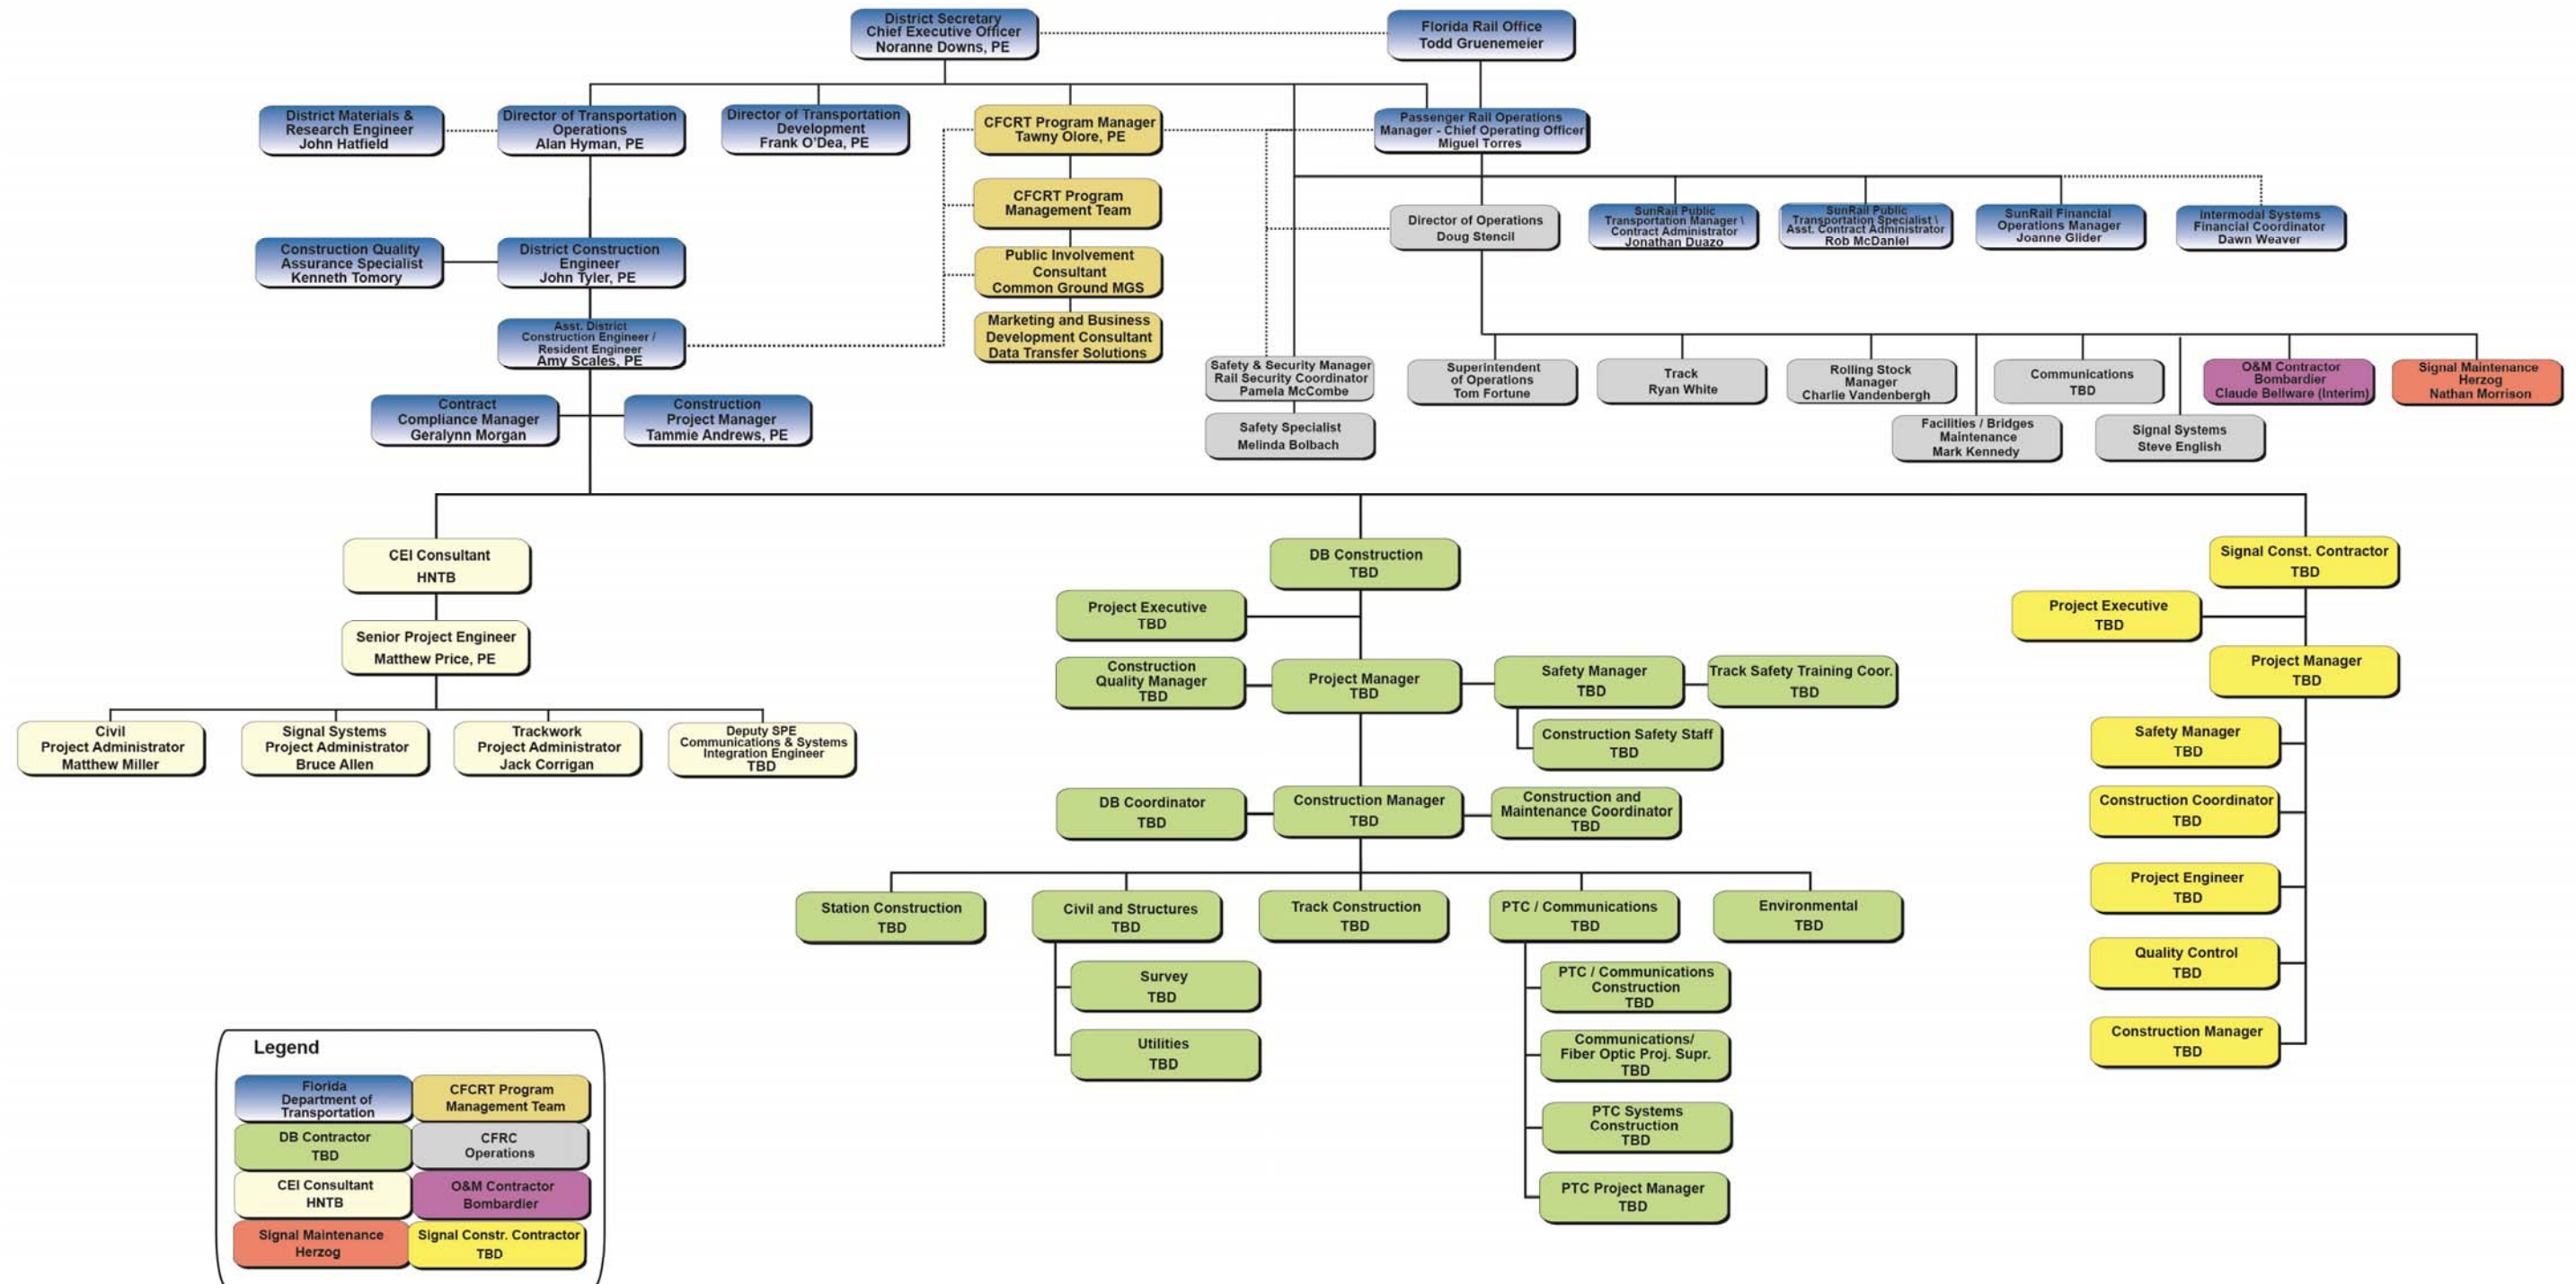 District Secretary
Chief Executive Officer
Noranne Downs, PE
Florida Rail Office
Todd Gruenemeier
District Materials &
Research Engineer
John Hatfield
Director of Transportation
Operations
Alan Hyman, PE
Director of Transportation
Development
Frank O'Dea, PE
CFCRT Program Manager
Tawny Olore, PE
Passenger Rail Operations
Manager - Chief Operating Officer
Miguel Torres
CFCRT Program
Management Team
Director of Operations
Doug Stencil
SunRail Public
Transportation Manager \
Contract Administrator
Jonathan Duazo
SunRail Public
Transportation Specialist \
Asst. Contract Administrator
Rob McDaniel
SunRail Financial
Operations Manager
Joanne Glider
Intermodal Systems
Financial Coordinator
Dawn Weaver
Construction Quality
Assurance Specialist
Kenneth Tomory
District Construction
Engineer
John Tyler, PE
Public Involvement
Consultant
Common Ground MGS
Asst. District
Construction Engineer /
Resident Engineer
Amy Scales, PE
Marketing and Business
Development Consultant
Data Transfer Solutions
Safety & Security Manager
Rail Security Coordinator
Pamela McCombe
Superintendent
of Operations
Tom Fortune
Track
Ryan White
Rolling Stock
Manager
Charlie Vandenbergh
Communications
TBD
O&M Contractor
Bombardier
Claude Bellware (Interim)
Signal Maintenance
Herzog
Nathan Morrison
Contract
Compliance Manager
Geralynn Morgan
Construction
Project Manager
Tammie Andrews, PE
Safety Specialist
Melinda Bolbach
Facilities / Bridges
Maintenance
Mark Kennedy
Signal Systems
Steve English
CEI Consultant
HNTB
DB Construction
TBD
Signal Const. Contractor
TBD
Project Executive
TBD
Project Executive
TBD
Senior Project Engineer
Matthew Price, PE
Construction
Quality Manager
TBD
Project Manager
TBD
Safety Manager
TBD
Track Safety Training Coor.
TBD
Project Manager
TBD
Civil
Project Administrator
Matthew Miller
Signal Systems
Project Administrator
Bruce Allen
Trackwork
Project Administrator
Jack Corrigan
Deputy SPE
Communications & Systems
Integration Engineer
TBD
Construction Safety Staff
TBD
Safety Manager
TBD
DB Coordinator
TBD
Construction Manager
TBD
Construction and
Maintenance Coordinator
TBD
Construction Coordinator
TBD
Station Construction
TBD
Civil and Structures
TBD
Track Construction
TBD
PTC / Communications
TBD
Environmental
TBD
Project Engineer
TBD
Survey
TBD
PTC / Communications
Construction
TBD
Quality Control
TBD
Utilities
TBD
Communications/
Fiber Optic Proj. Supr.
TBD
Construction Manager
TBD
PTC Systems
Construction
TBD
PTC Project Manager
TBD
Legend
Florida
Department of
Transportation
CFCRT Program
Management Team
DB Contractor
TBD
CFRC
Operations
CEI Consultant
HNTB
O&M Contractor
Bombardier
Signal Maintenance
Herzog
Signal Constr. Contractor
TBD